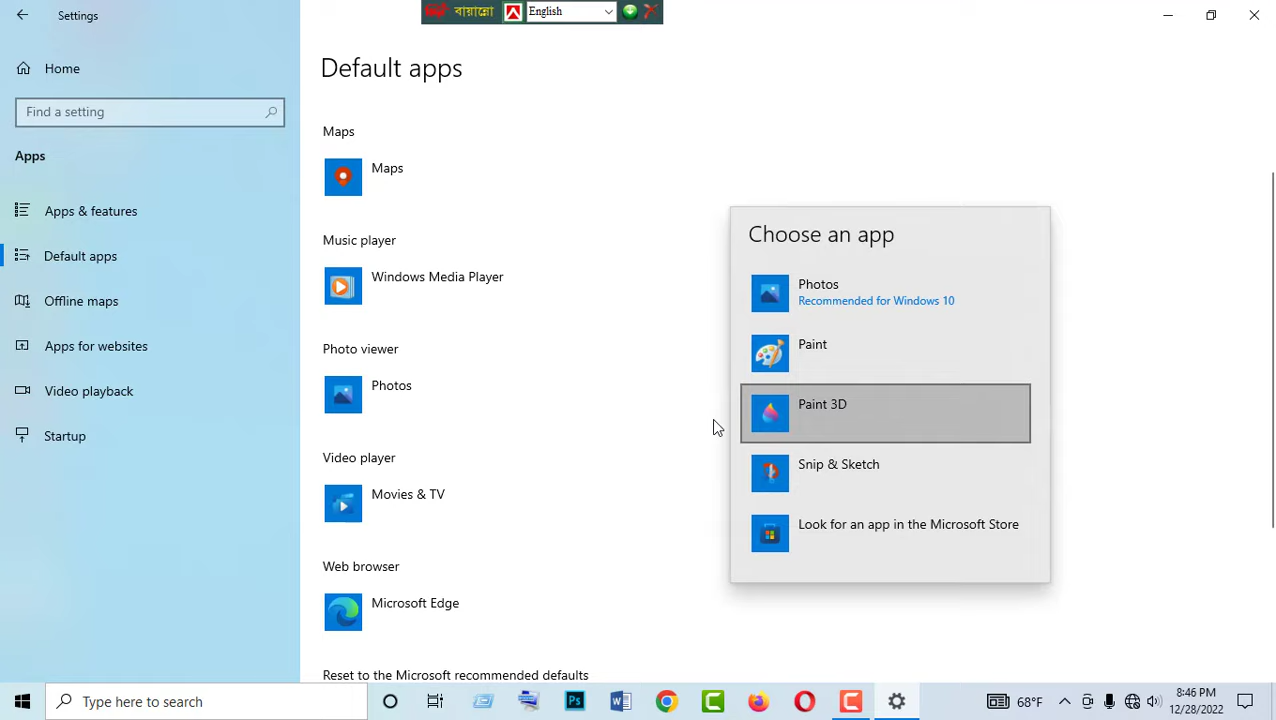 Settings
বায়ান্নো
English
Home
Find a setting
Apps
Apps & features
Default apps
Offline maps
Apps for websites
Video playback
Startup
Default apps
Maps
Maps
Music player
Windows Media Player
Photo viewer
Photos
Video player
Movies & TV
Web browser
Microsoft Edge
Reset to the Microsoft recommended defaults
Choose an app
Photos
Recommended for Windows 10
Paint
Paint 3D
Snip & Sketch
Look for an app in the Microsoft Store
Type here to search
Ps
68°F
8:46 PM
12/28/2022